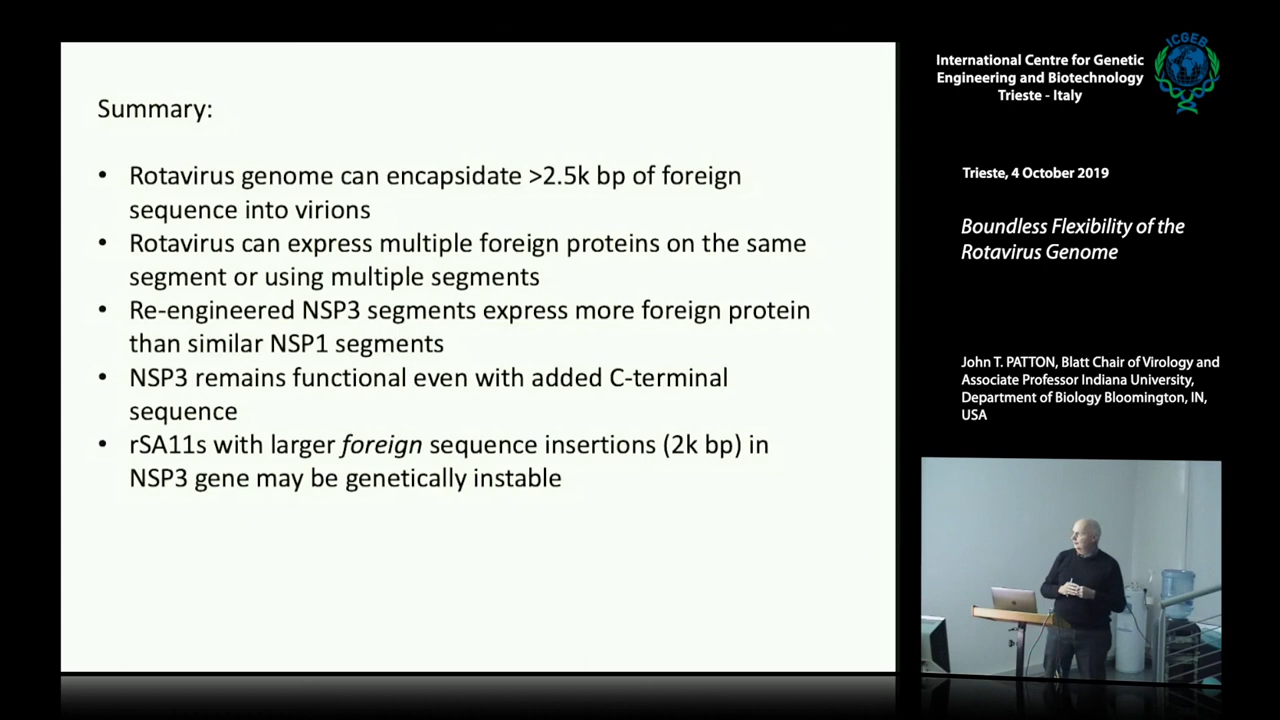 Summary:
• Rotavirus genome can encapsidate >2.5k bp of foreign
sequence into virions
• Rotavirus can express multiple foreign proteins on the same
segment or using multiple segments
• Re-engineered NSP3 segments express more foreign protein
than similar NSP1 segments
• NSP3 remains functional even with added C-terminal
sequence
• rSA11s with larger foreign sequence insertions (2k bp) in
NSP3 gene may be genetically instable
International Centre for Genetic
Engineering and Biotechnology
Trieste - Italy
ICGEB
Trieste, 4 October 2019
Boundless Flexibility of the
Rotavirus Genome
John T. PATTON, Blatt Chair of Virology and
Associate Professor Indiana University,
Department of Biology Bloomington, IN,
USA